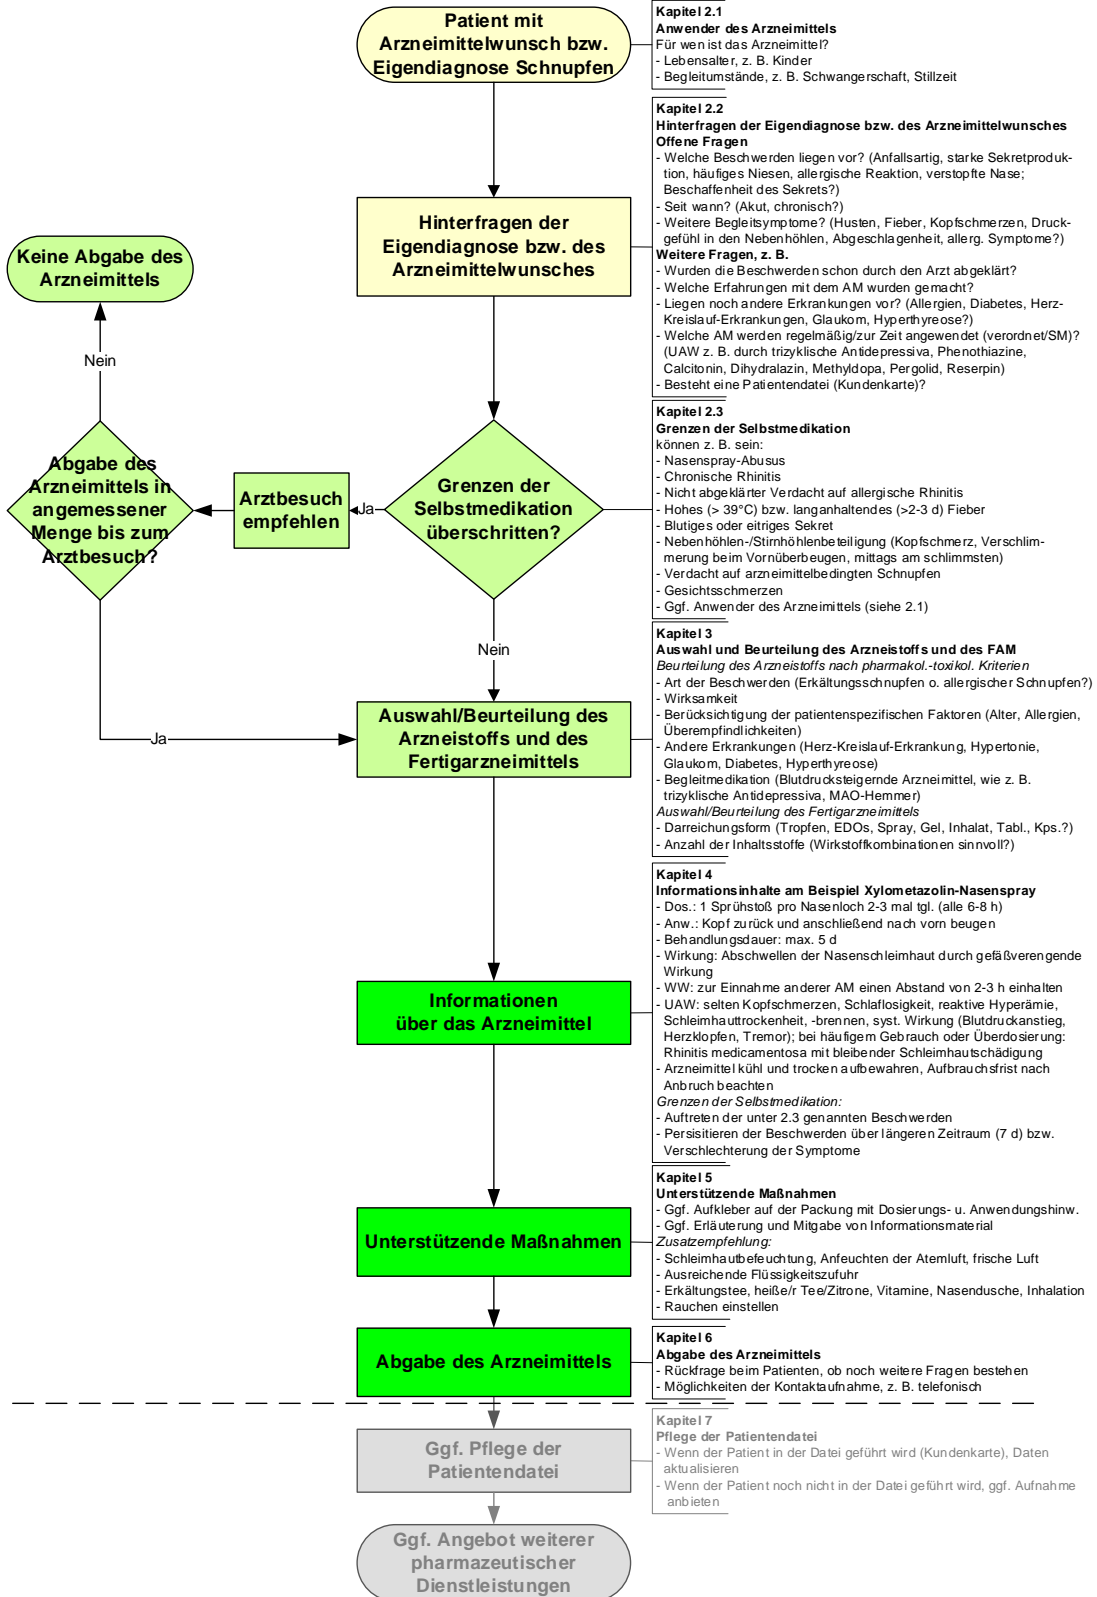 Patient mit
Arzneimittelwunsch bzw.
Eigendiagnose Schnupfen
Kapitel 2.1
Anwender des Arzneimittels
Für wen ist das Arzneimittel?
- Lebensalter, z. B. Kinder
- Begleitumstände, z. B. Schwangerschaft, Stillzeit
Kapitel 2.2
Hinterfragen der Eigendiagnose bzw. des Arzneimittelwunsches
Offene Fragen
- Welche Beschwerden liegen vor? (Anfallsartig, starke Sekretproduk-
tion, häufiges Niesen, allergische Reaktion, verstopfte Nase;
Beschaffenheit des Sekrets?)
- Seit wann? (Akut, chronisch?)
- Weitere Begleitsymptome? (Husten, Fieber, Kopfschmerzen, Druck-
gefühl in den Nebenhöhlen, Abgeschlagenheit, allerg. Symptome?)
Weitere Fragen, z. B.
- Wurden die Beschwerden schon durch den Arzt abgeklärt?
- Welche Erfahrungen mit dem AM wurden gemacht?
- Liegen noch andere Erkrankungen vor? (Allergien, Diabetes, Herz-
Kreislauf-Erkrankungen, Glaukom, Hyperthyreose?)
- Welche AM werden regelmäßig/zur Zeit angewendet (verordnet/SM)?
(UAW z. B. durch trizyklische Antidepressiva, Phenothiazine,
Calcitonin, Dihydralazin, Methyldopa, Pergolid, Reserpin)
- Besteht eine Patientendatei (Kundenkarte)?
Hinterfragen der
Eigendiagnose bzw. des
Arzneimittelwunsches
Keine Abgabe des
Arzneimittels
Nein
Abgabe des
Arzneimittels in
angemessener
Menge bis zum
Arztbesuch?
Arztbesuch
empfehlen
Ja
Grenzen der
Selbstmedikation
überschritten?
Kapitel 2.3
Grenzen der Selbstmedikation
können z. B. sein:
- Nasenspray-Abusus
- Chronische Rhinitis
- Nicht abgeklärter Verdacht auf allergische Rhinitis
- Hohes (> 39°C) bzw. langanhaltendes (>2-3 d) Fieber
- Blutiges oder eitriges Sekret
- Nebenhöhlen-/Stirnhöhlenbeteiligung (Kopfschmerz, Verschlim-
merung beim Vornüberbeugen, mittags am schlimmsten)
- Verdacht auf arzneimittelbedingten Schnupfen
- Gesichtsschmerzen
- Ggf. Anwender des Arzneimittels (siehe 2.1)
Nein
Ja
Auswahl/Beurteilung des
Arzneistoffs und des
Fertigarzneimittels
Kapitel 3
Auswahl und Beurteilung des Arzneistoffs und des FAM
Beurteilung des Arzneistoffs nach pharmakol.-toxikol. Kriterien
- Art der Beschwerden (Erkältungsschnupfen o. allergischer Schnupfen?)
- Wirksamkeit
- Berücksichtigung der patientenspezifischen Faktoren (Alter, Allergien,
Überempfindlichkeiten)
- Andere Erkrankungen (Herz-Kreislauf-Erkrankung, Hypertonie,
Glaukom, Diabetes, Hyperthyreose)
- Begleitmedikation (Blutdrucksteigernde Arzneimittel, wie z. B.
trizyklische Antidepressiva, MAO-Hemmer)
Auswahl/Beurteilung des Fertigarzneimittels
- Darreichungsform (Tropfen, EDOs, Spray, Gel, Inhalat, Tabl., Kps.?)
- Anzahl der Inhaltsstoffe (Wirkstoffkombinationen sinnvoll?)
Kapitel 4
Informationsinhalte am Beispiel Xylometazolin-Nasenspray
- Dos.: 1 Sprühstoß pro Nasenloch 2-3 mal tgl. (alle 6-8 h)
- Anw.: Kopf zurück und anschließend nach vorn beugen
- Behandlungsdauer: max. 5 d
- Wirkung: Abschwellen der Nasenschleimhaut durch gefäßverengende
Wirkung
- WW: zur Einnahme anderer AM einen Abstand von 2-3 h einhalten
- UAW: selten Kopfschmerzen, Schlaflosigkeit, reaktive Hyperämie,
Schleimhauttrockenheit, -brennen, syst. Wirkung (Blutdruckanstieg,
Herzklopfen, Tremor); bei häufigem Gebrauch oder Überdosierung:
Rhinitis medicamentosa mit bleibender Schleimhautschädigung
- Arzneimittel kühl und trocken aufbewahren, Aufbrauchsfrist nach
Anbruch beachten
Grenzen der Selbstmedikation:
- Auftreten der unter 2.3 genannten Beschwerden
- Persisitieren der Beschwerden über längeren Zeitraum (7 d) bzw.
Verschlechterung der Symptome
Informationen
über das Arzneimittel
Kapitel 5
Unterstützende Maßnahmen
- Ggf. Aufkleber auf der Packung mit Dosierungs- u. Anwendungshinw.
- Ggf. Erläuterung und Mitgabe von Informationsmaterial
Zusatzempfehlung:
- Schleimhautbefeuchtung, Anfeuchten der Atemluft, frische Luft
- Ausreichende Flüssigkeitszufuhr
- Erkältungstee, heiße/r Tee/Zitrone, Vitamine, Nasendusche, Inhalation
- Rauchen einstellen
Unterstützende Maßnahmen
Kapitel 6
Abgabe des Arzneimittels
- Rückfrage beim Patienten, ob noch weitere Fragen bestehen
- Möglichkeiten der Kontaktaufnahme, z. B. telefonisch
Abgabe des Arzneimittels
Kapitel 7
Pflege der Patientendatei
- Wenn der Patient in der Datei geführt wird (Kundenkarte), Daten
aktualisieren
- Wenn der Patient noch nicht in der Datei geführt wird, ggf. Aufnahme
anbieten
Ggf. Pflege der
Patientendatei
Ggf. Angebot weiterer
pharmazeutischer
Dienstleistungen